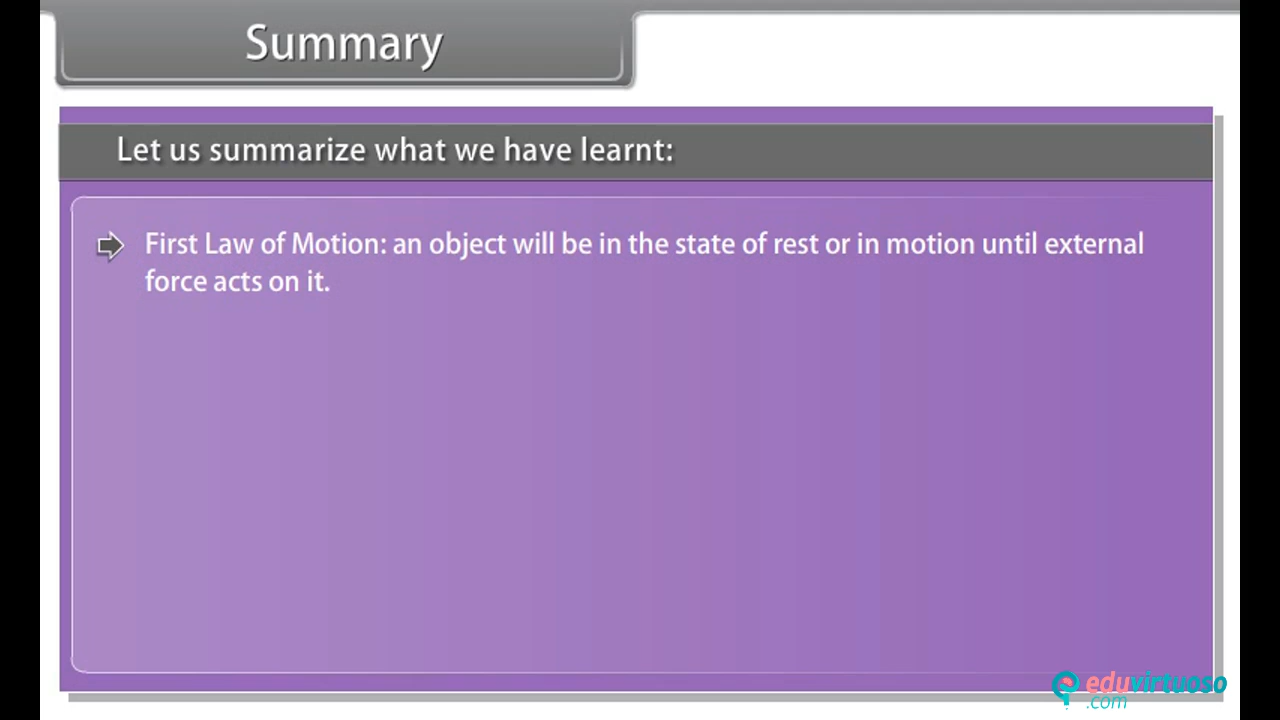 Summary
Let us summarize what we have learnt:
First Law of Motion: an object will be in the state of rest or in motion until external
force acts on it.
eduvirtuoso
.com